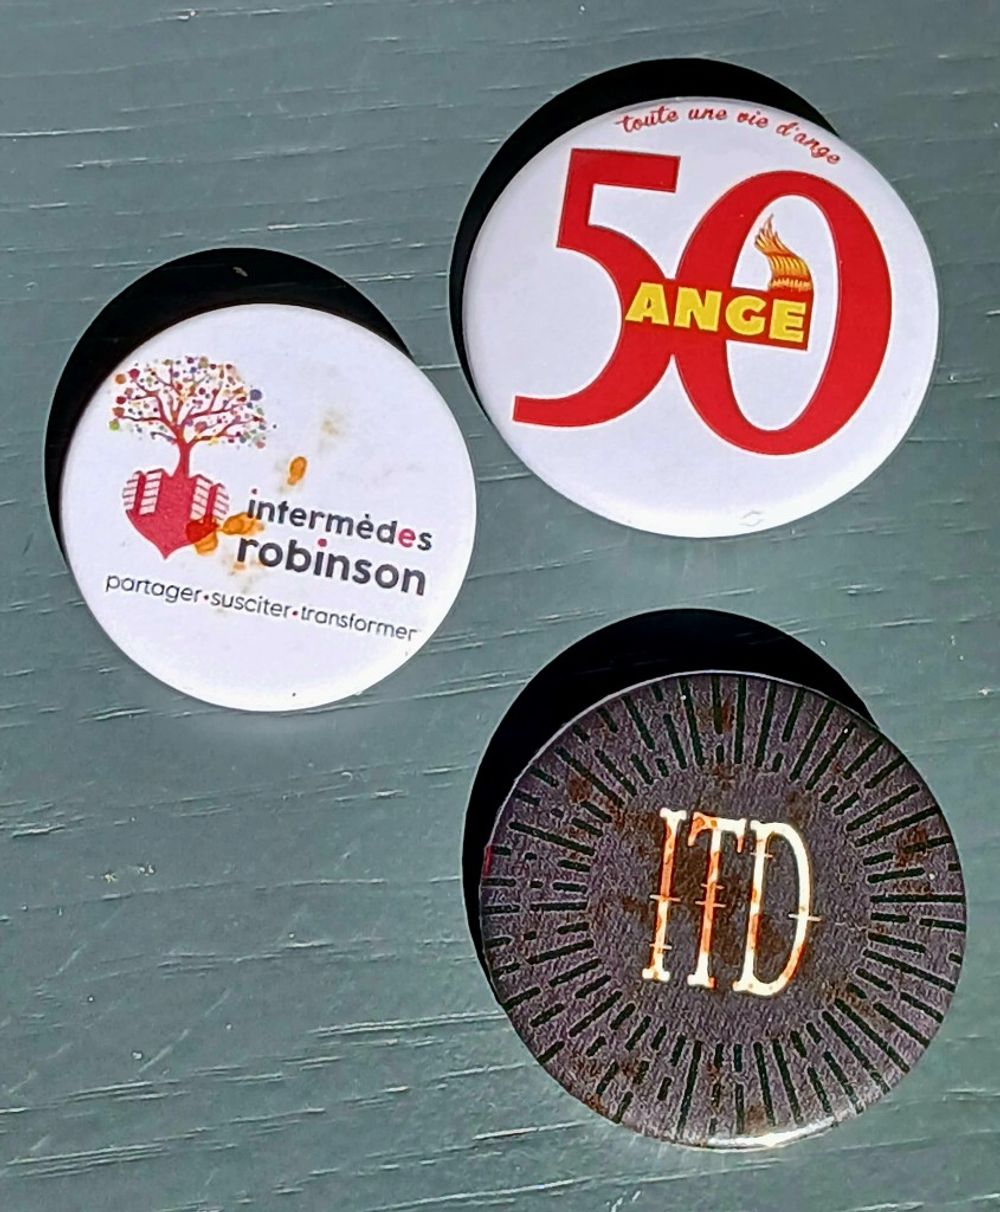 toute une vie d'ange
50
ANGE
intermèdes
robinson
partager•susciter•transformer
ITD